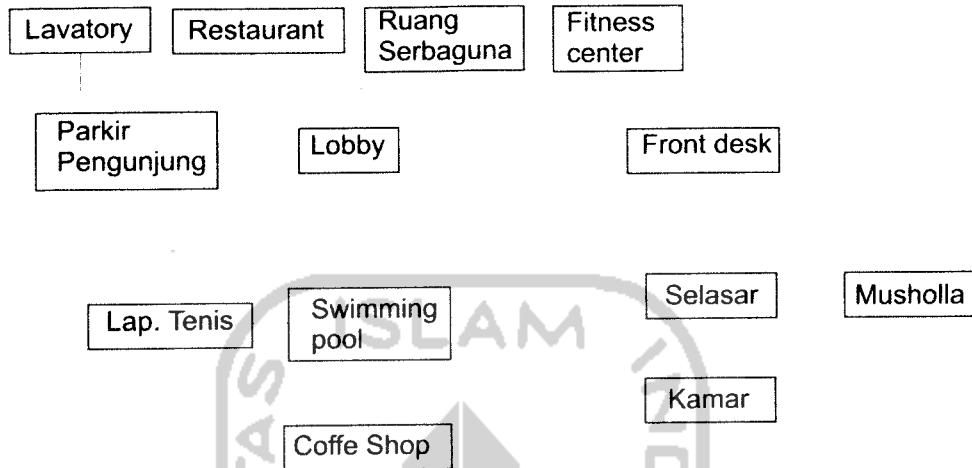 Lavatory
Restaurant
Ruang
Serbaguna
Fitness
center
Parkir
Pengunjung
Lobby
Front desk
Lap. Tenis
Swimming
pool
Selasar
Musholla
Kamar
Coffe Shop
ISLAM